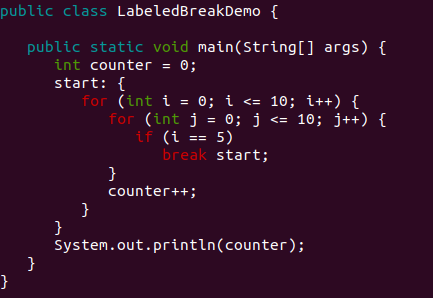 public class LabeledBreakDemo {
public static void main(String[] args) {
int counter = 0;
start: {
for (int i = 0; i <= 10; i++) {
for (int j = 0; j <= 10; j++) {
if (i == 5)
break start;
}
counter++;
}
}
System.out.println(counter);
}
}